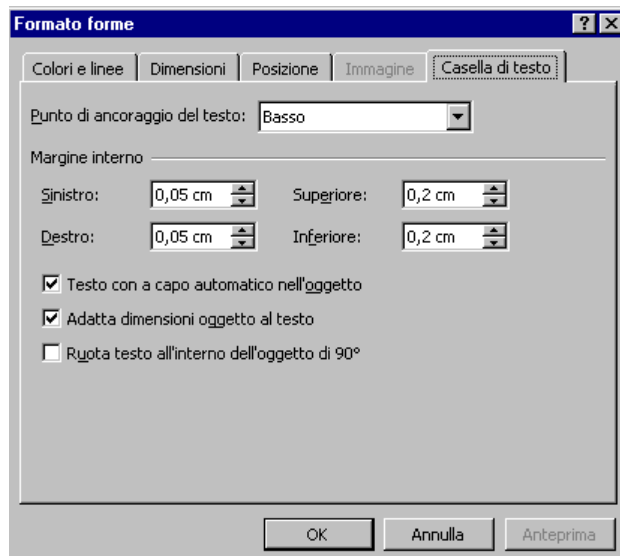 Formato forme
Colori e linee Dimensioni Posizione Immagine Casella di testo
Punto di ancoraggio del testo: Basso
Margine interno
Sinistro: 0,05 cm Superiore: 0,2 cm
Destro: 0,05 cm Inferiore: 0,2 cm
Testo con a capo automatico nell'oggetto
Adatta dimensioni oggetto al testo
Ruota testo all'interno dell'oggetto di 90°
OK Annulla Anteprima